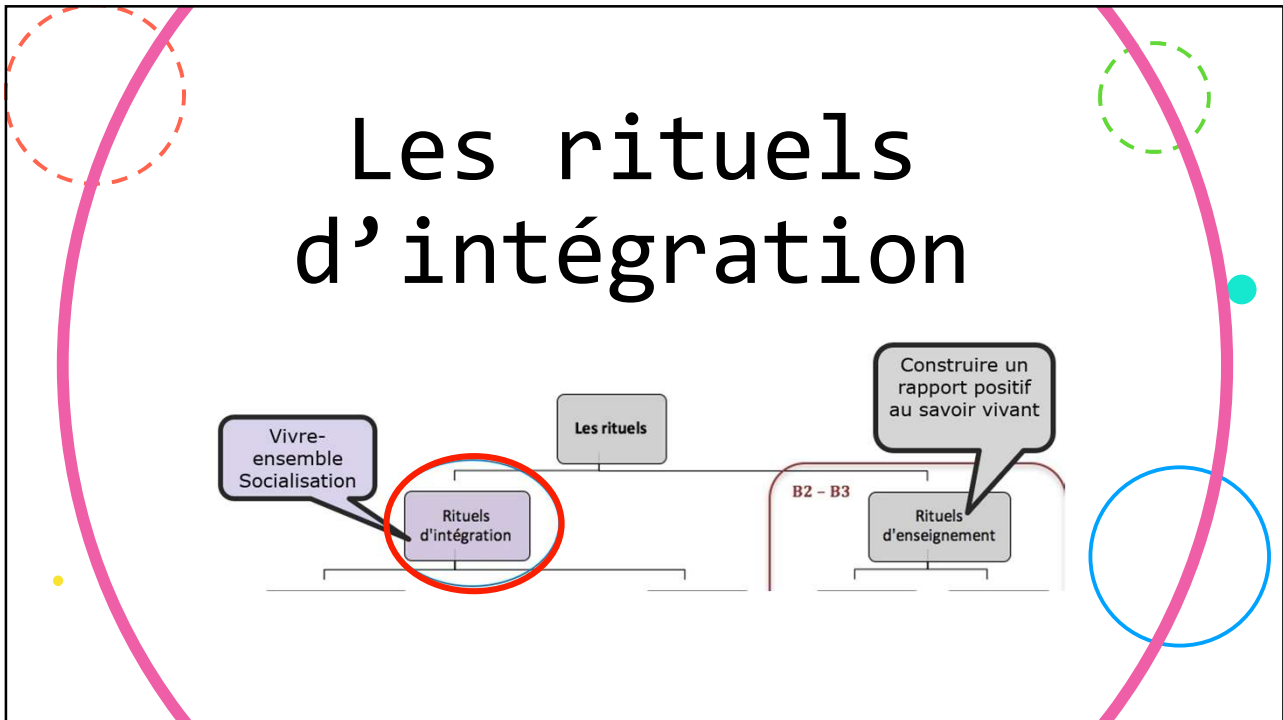 Les rituels
d’intégration
Construire un
rapport positif
au savoir vivant
Les rituels
Vivre-
ensemble
Socialisation
B2 – B3
Rituels
d'intégration
Rituels
d'enseignement